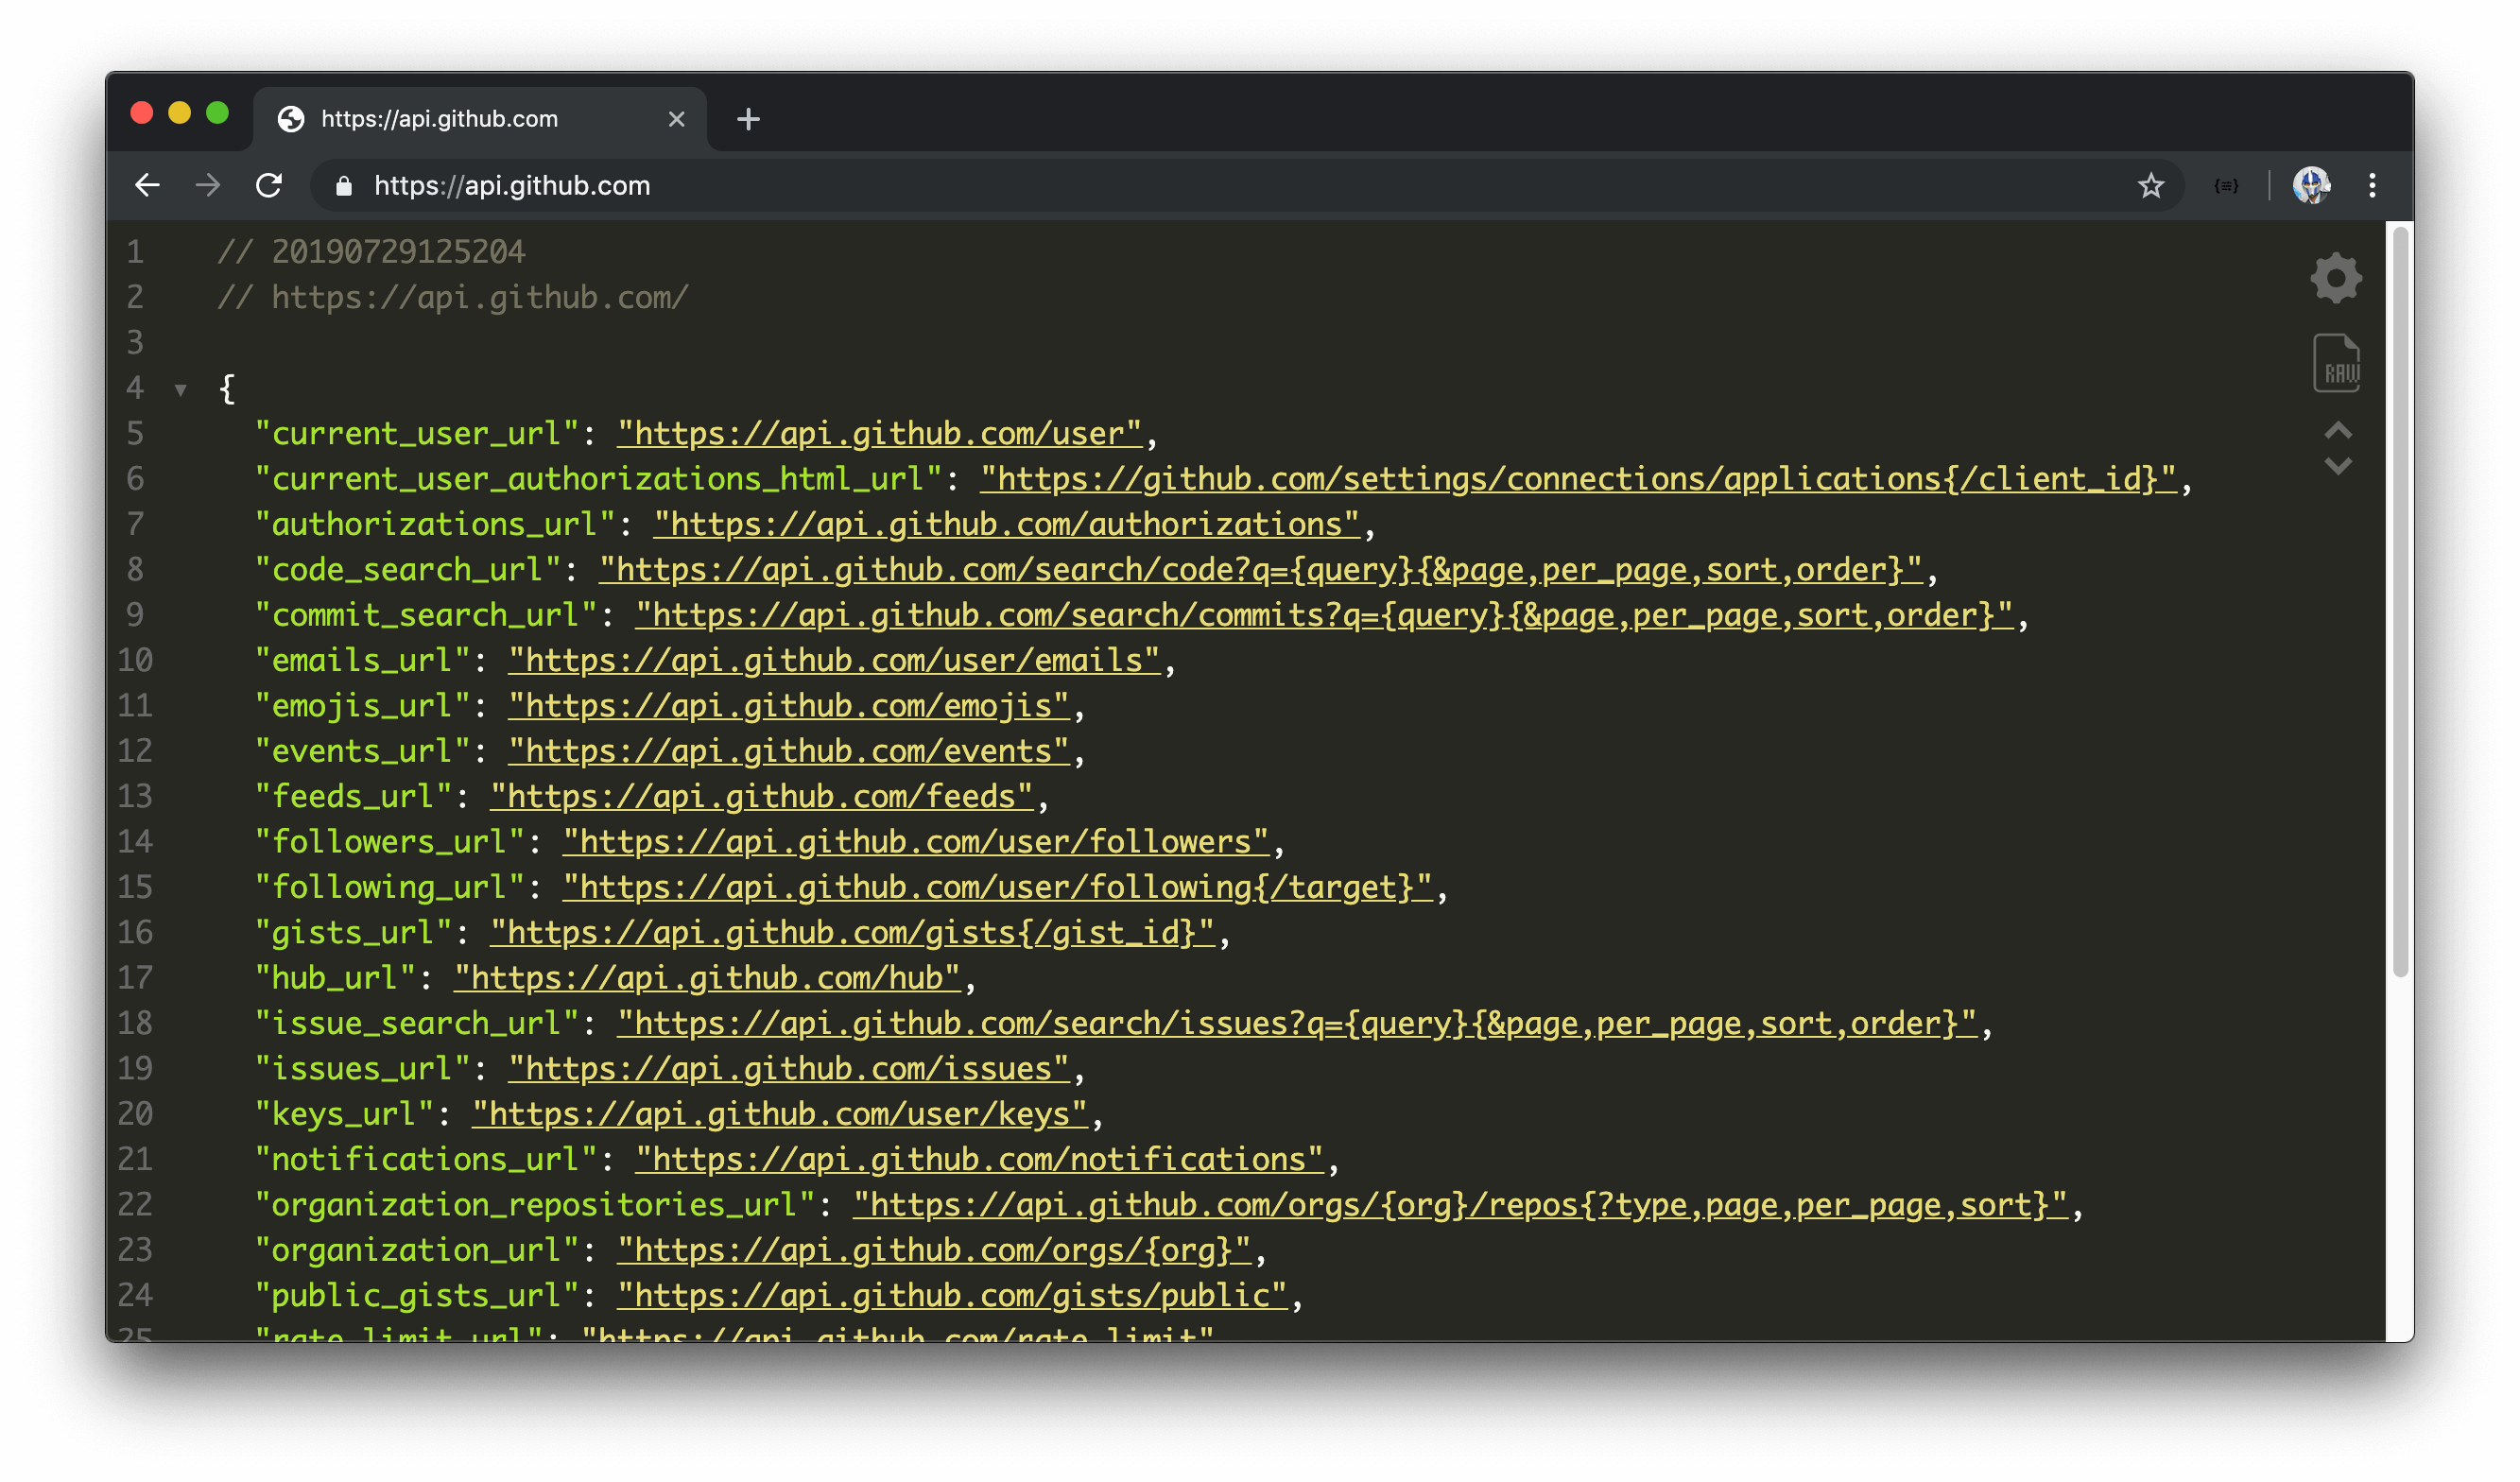 https://api.github.com
https://api.github.com
1 // 20190729125204
2 // https://api.github.com/
3
4 {
5 "current_user_url": "https://api.github.com/user",
6 "current_user_authorizations_html_url": "https://github.com/settings/connections/applications{/client_id}",
7 "authorizations_url": "https://api.github.com/authorizations",
8 "code_search_url": "https://api.github.com/search/code?q={query}{&page,per_page,sort,order}",
9 "commit_search_url": "https://api.github.com/search/commits?q={query}{&page,per_page,sort,order}",
10 "emails_url": "https://api.github.com/user/emails",
11 "emojis_url": "https://api.github.com/emojis",
12 "events_url": "https://api.github.com/events",
13 "feeds_url": "https://api.github.com/feeds",
14 "followers_url": "https://api.github.com/user/followers",
15 "following_url": "https://api.github.com/user/following{/target}",
16 "gists_url": "https://api.github.com/gists{/gist_id}",
17 "hub_url": "https://api.github.com/hub",
18 "issue_search_url": "https://api.github.com/search/issues?q={query}{&page,per_page,sort,order}",
19 "issues_url": "https://api.github.com/issues",
20 "keys_url": "https://api.github.com/user/keys",
21 "notifications_url": "https://api.github.com/notifications",
22 "organization_repositories_url": "https://api.github.com/orgs/{org}/repos{?type,page,per_page,sort}",
23 "organization_url": "https://api.github.com/orgs/{org}",
24 "public_gists_url": "https://api.github.com/gists/public",
25 "rate_limit_url": "https://api.github.com/rate_limit"
RAW